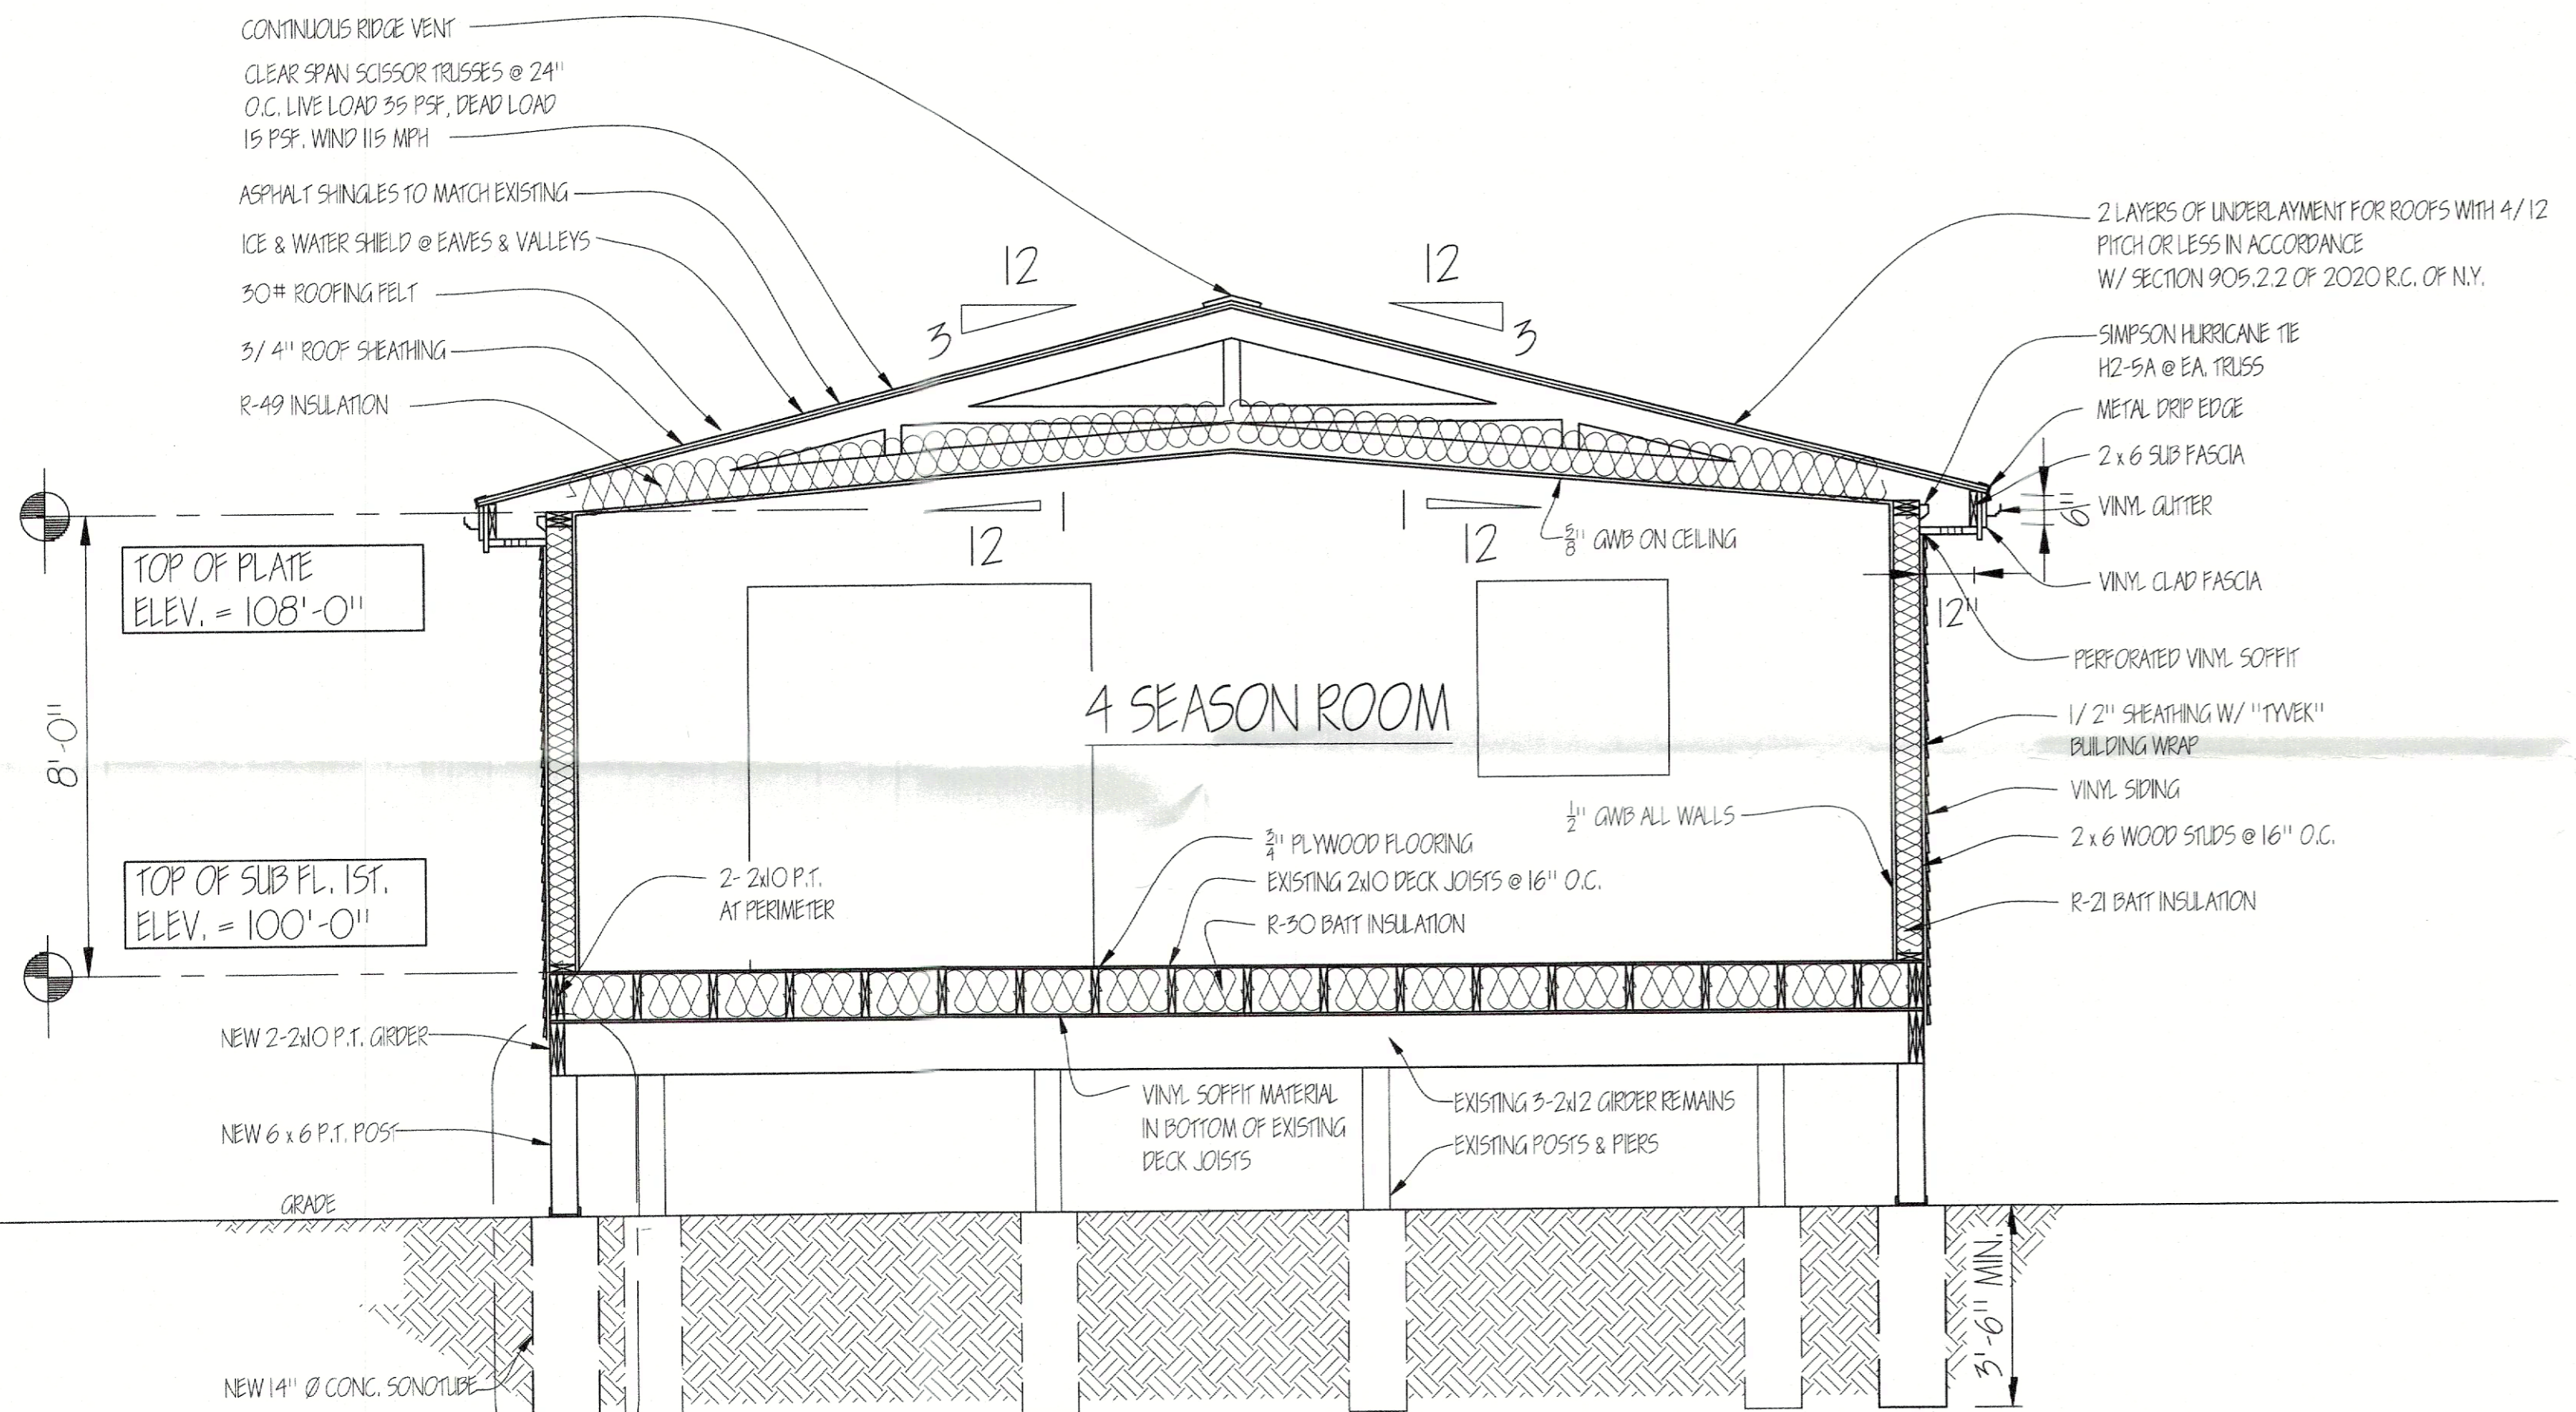 CONTINUOUS RIDGE VENT
CLEAR SPAN SCISSOR TRUSSES @ 24"
O.C. LIVE LOAD 35 PSF, DEAD LOAD
15 PSF. WIND 115 MPH
ASPHALT SHINGLES TO MATCH EXISTING
ICE & WATER SHIELD @ EAVES & VALLEYS
30# ROOFING FELT
3/4" ROOF SHEATHING
R-49 INSULATION
12
3
12
3
2 LAYERS OF UNDERLAYMENT FOR ROOFS WITH 4/12
PITCH OR LESS IN ACCORDANCE
W/ SECTION 905.2.2 OF 2020 R.C. OF N.Y.
SIMPSON HURRICANE TIE
H2-5A @ EA. TRUSS
METAL DRIP EDGE
2 x 6 SUB FASCIA
VINYL GUTTER
6"
VINYL CLAD FASCIA
12"
PERFORATED VINYL SOFFIT
1/2" SHEATHING W/ "TYVEK"
BUILDING WRAP
VINYL SIDING
2 x 6 WOOD STUDS @ 16" O.C.
R-21 BATT INSULATION
12
1
1
12
5/8" GWB ON CEILING
TOP OF PLATE
ELEV. = 108'-0"
8'-0"
TOP OF SUB FL. 1ST.
ELEV. = 100'-0"
4 SEASON ROOM
1/2" GWB ALL WALLS
3/4" PLYWOOD FLOORING
EXISTING 2x10 DECK JOISTS @ 16" O.C.
R-30 BATT INSULATION
2- 2x10 P.T.
AT PERIMETER
NEW 2-2x10 P.T. GIRDER
NEW 6 x 6 P.T. POST
GRADE
NEW 14" Ø CONC. SONOTUBE
VINYL SOFFIT MATERIAL
IN BOTTOM OF EXISTING
DECK JOISTS
EXISTING 3-2x12 GIRDER REMAINS
EXISTING POSTS & PIERS
3'-6" MIN.